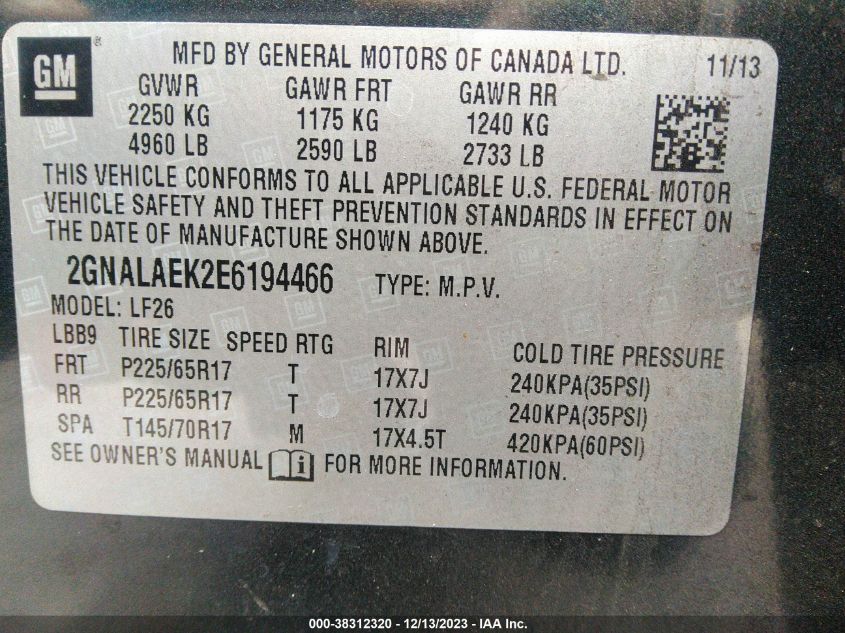 GM
®
MFD BY GENERAL MOTORS OF CANADA LTD. 11/13
GVWR GAWR FRT GAWR RR
2250 KG 1175 KG 1240 KG
4960 LB 2590 LB 2733 LB
THIS VEHICLE CONFORMS TO ALL APPLICABLE U.S. FEDERAL MOTOR
VEHICLE SAFETY AND THEFT PREVENTION STANDARDS IN EFFECT ON
THE DATE OF MANUFACTURE SHOWN ABOVE.
2GNALAEK2E6194466 TYPE: M.P.V.
MODEL: LF26
LBB9 TIRE SIZE SPEED RTG RIM COLD TIRE PRESSURE
FRT P225/65R17 T 17X7J 240KPA(35PSI)
RR P225/65R17 T 17X7J 240KPA(35PSI)
SPA T145/70R17 M 17X4.5T 420KPA(60PSI)
SEE OWNER'S MANUAL i FOR MORE INFORMATION.
000-38312320 / 12/13/2023 - IAA Inc.